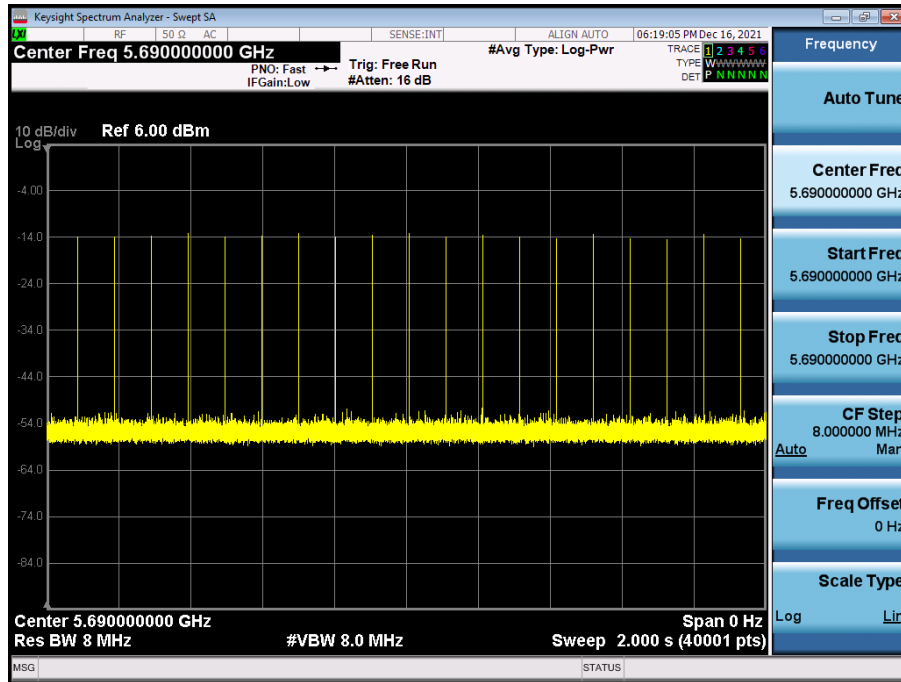 Keysight Spectrum Analyzer - Swept SA
LXI RF 50 Ω AC SENSE:INT ALIGN AUTO 06:19:05 PM Dec 16, 2021
Center Freq 5.690000000 GHz
PNO: Fast
IFGain:Low
Trig: Free Run
#Atten: 16 dB
#Avg Type: Log-Pwr
TRACE 1 2 3 4 5 6
TYPE WWWWWW
DET P N N N N N
10 dB/div Ref 6.00 dBm
Log
-4.00
-14.0
-24.0
-34.0
-44.0
-54.0
-64.0
-74.0
-84.0
Center 5.690000000 GHz Span 0 Hz
Res BW 8 MHz #VBW 8.0 MHz Sweep 2.000 s (40001 pts)
MSG STATUS
Frequency
Auto Tune
Center Freq
5.690000000 GHz
Start Freq
5.690000000 GHz
Stop Freq
5.690000000 GHz
CF Step
8.000000 MHz
Auto Man
Freq Offset
0 Hz
Scale Type
Log Lin